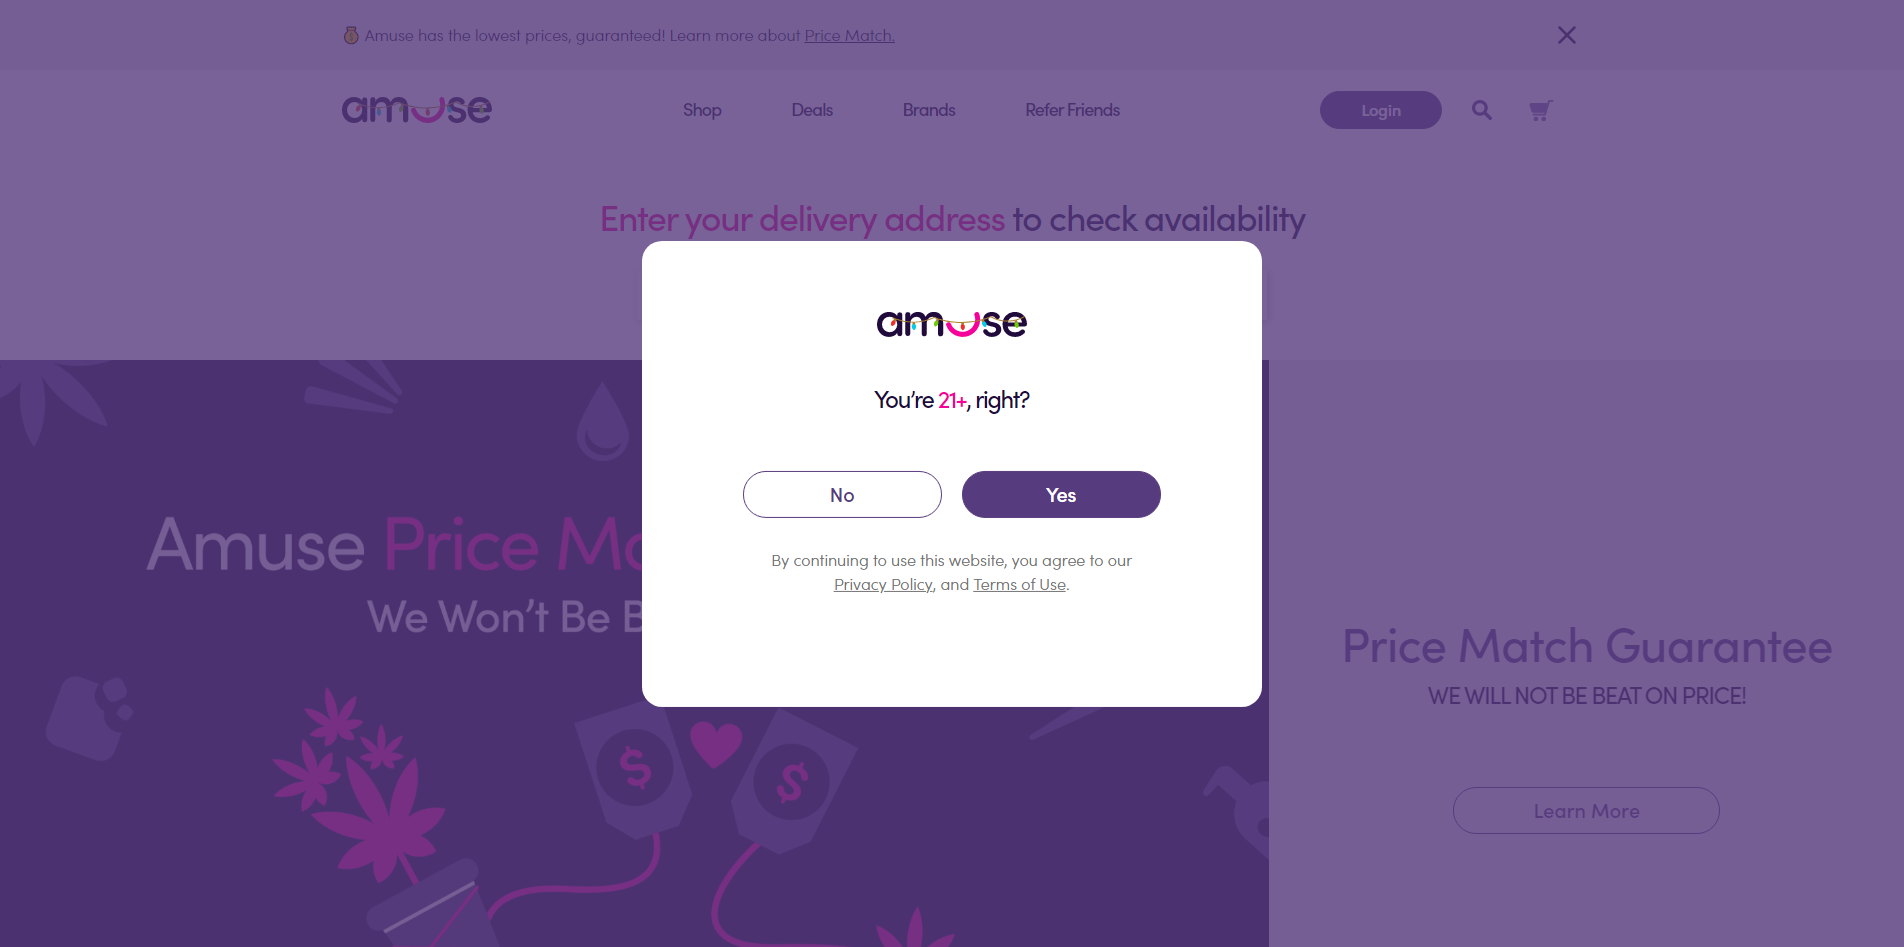 Amuse has the lowest prices, guaranteed! Learn more about Price Match.
amuse
Shop
Deals
Brands
Refer Friends
Login
Enter your delivery address to check availability
amuse
You're 21+, right?
No
Yes
By continuing to use this website, you agree to our
Privacy Policy, and Terms of Use.
Amuse Price
We Won't Be
Price Match Guarantee
WE WILL NOT BE BEAT ON PRICE!
Learn More
$
$